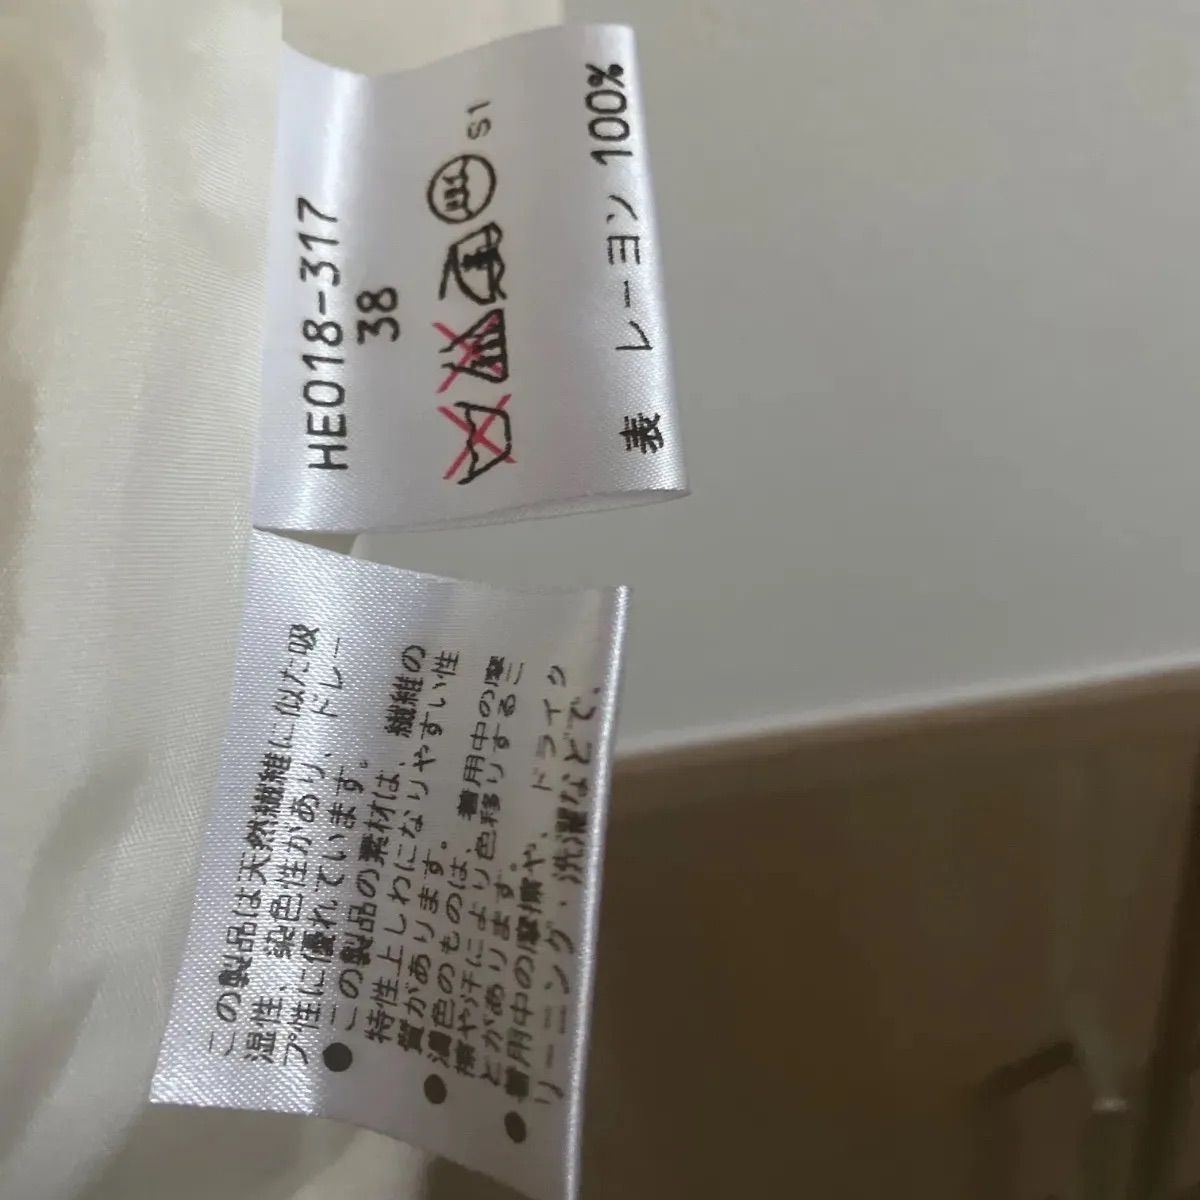 HE018-317
38
S1
表 レーヨン 100%
この製品は天然繊維に似た吸
湿性、染色性があり、ドレー
プ性に優れています。
●この製品の素材は、繊維の
特性上しわになりやすい性
質があります。
●濃色のものは、着用中の摩
擦や汗により色移りするこ
とがあります。
●着用中の摩擦や、ドライク
リーニング・洗濯などで、